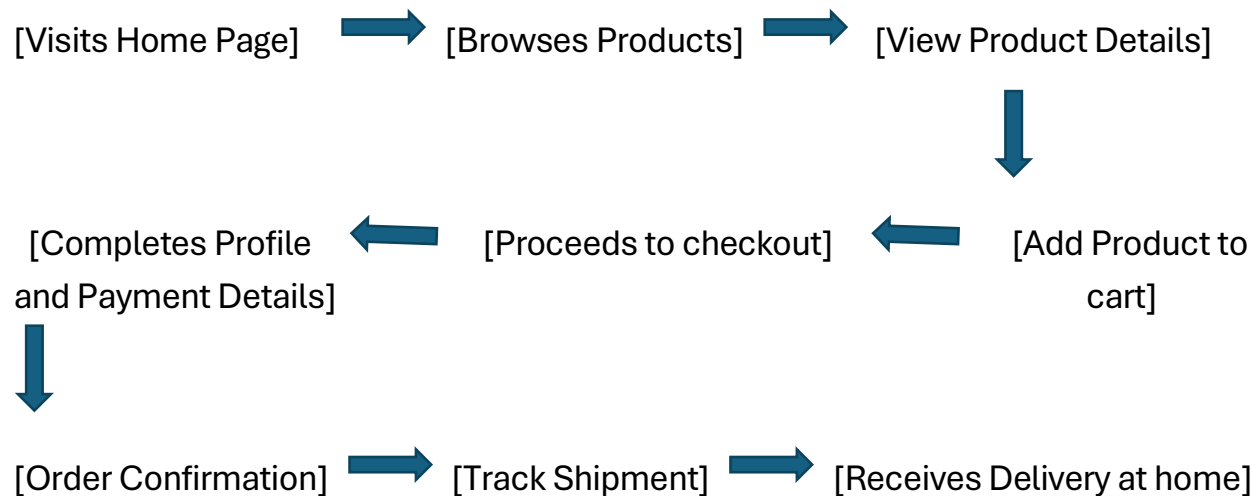 [Visits Home Page] [Browses Products] [View Product Details]
[Completes Profile [Proceeds to checkout] [Add Product to
and Payment Details] cart]
[Order Confirmation] [Track Shipment] [Receives Delivery at home]